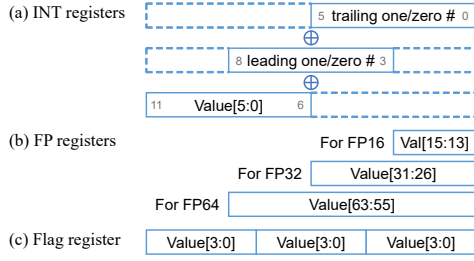 (a) INT registers
5 trailing one/zero # 0
⊕
8 leading one/zero # 3
⊕
11 Value[5:0] 6
(b) FP registers
For FP16 Val[15:13]
For FP32 Value[31:26]
For FP64 Value[63:55]
(c) Flag register Value[3:0] Value[3:0] Value[3:0]